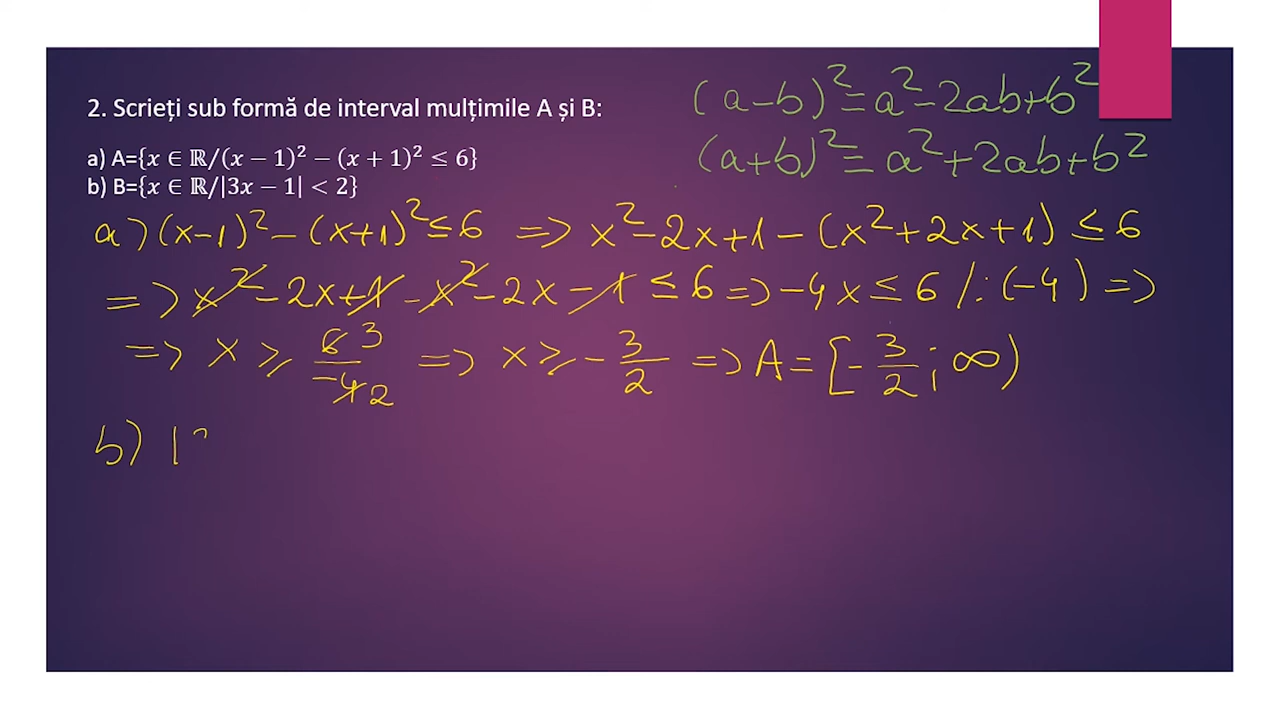 (a-b)²=a²-2ab+b²
2. Scrieți sub formă de interval mulțimile A și B:
(a+b)²=a²+2ab+b²
a) A={𝑥 ∈ ℝ/(𝑥 − 1)² − (𝑥 + 1)² ≤ 6}
b) B={𝑥 ∈ ℝ/|3𝑥 − 1| < 2}
a) (x-1)²-(x+1)²≤6 => x²-2x+1-(x²+2x+1)≤6
=> x²-2x+1-x²-2x-1≤6 => -4x≤6 /:(-4) =>
=> x ≥ 6 3/-4 2 => x≥-3/2 => A=[-3/2; ∞)
b) |